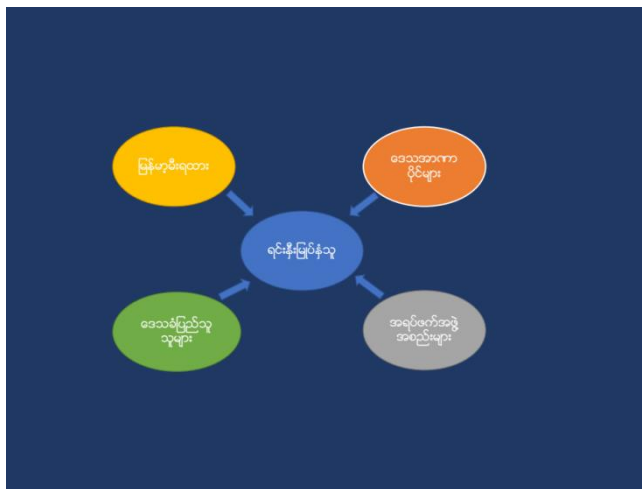 မြန်မာ့မီးရထား
ဒေသအာဏာ
ပိုင်များ
ရင်းနှီးမြှုပ်နှံသူ
ဒေသခံပြည်သူ
သူများ
အရပ်ဖက်အဖွဲ့
အစည်းများ